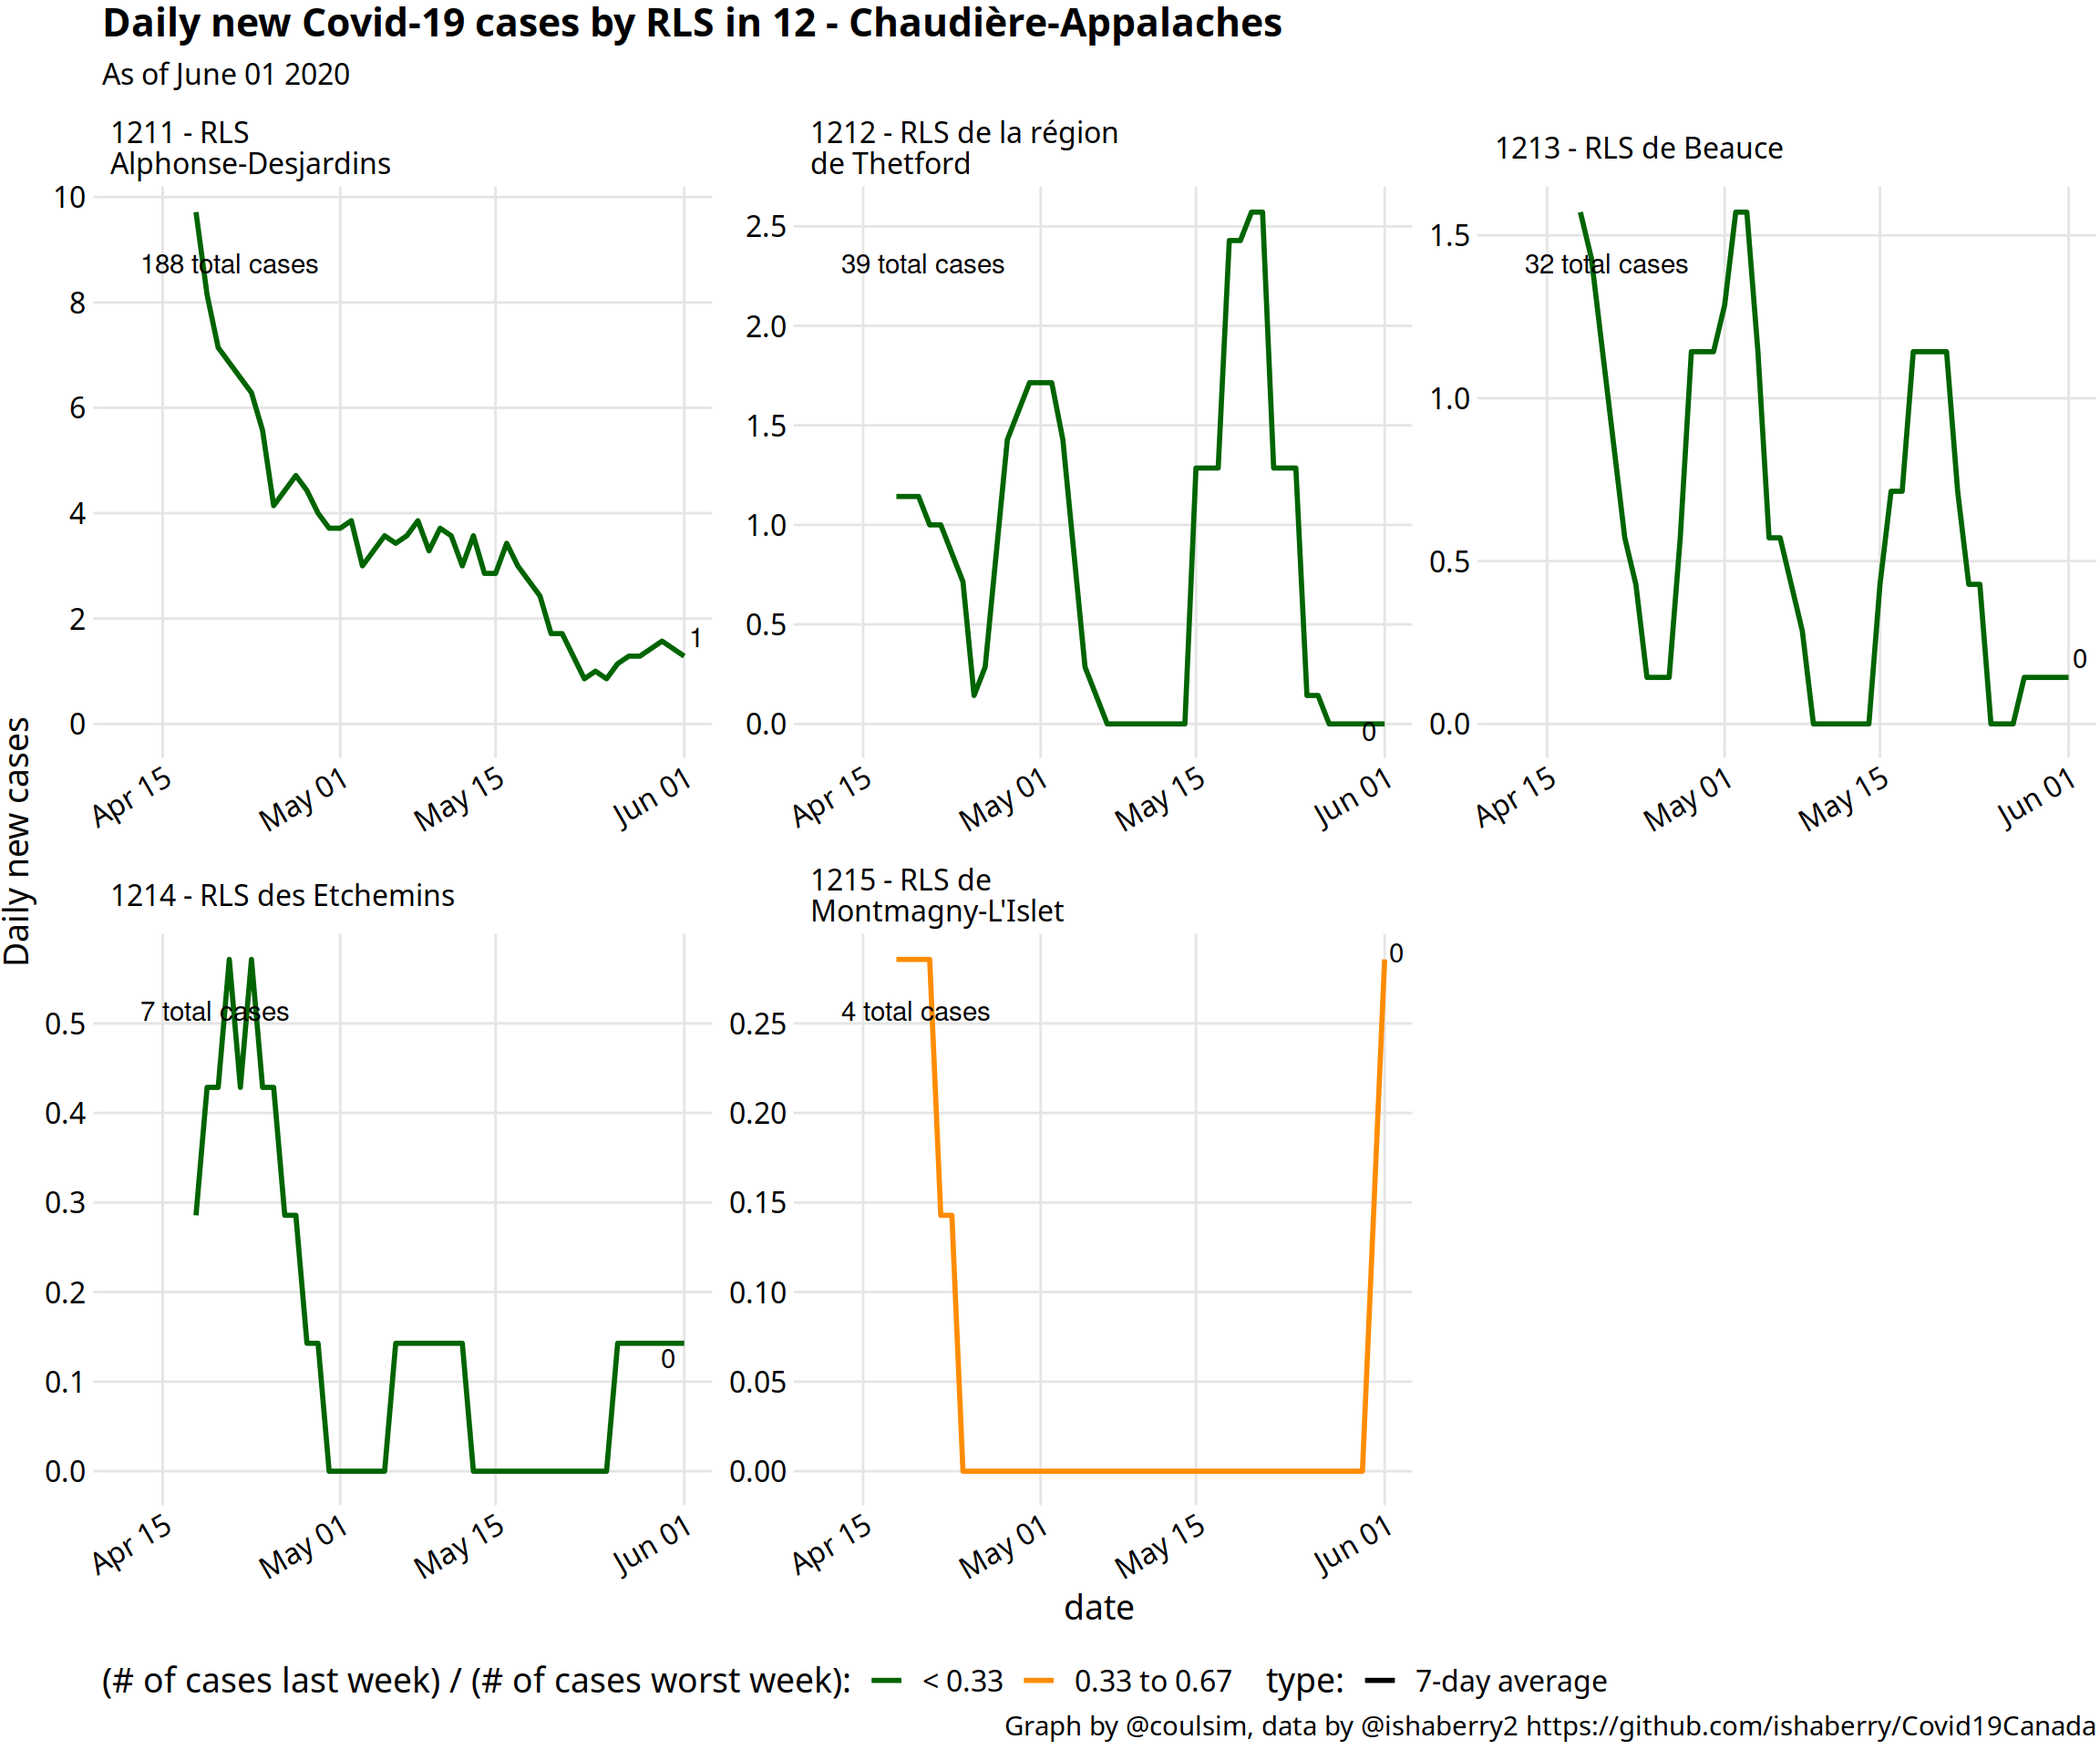 Daily new Covid-19 cases by RLS in 12 - Chaudière-Appalaches
As of June 01 2020
1211 - RLS
Alphonse-Desjardins
10
8
6
4
2
0
188 total cases
1
Apr 15
May 01
May 15
Jun 01
1212 - RLS de la région
de Thetford
2.5
2.0
1.5
1.0
0.5
0.0
39 total cases
0
Apr 15
May 01
May 15
Jun 01
1213 - RLS de Beauce
1.5
1.0
0.5
0.0
32 total cases
0
Apr 15
May 01
May 15
Jun 01
Daily new cases
1214 - RLS des Etchemins
0.5
0.4
0.3
0.2
0.1
0.0
7 total cases
0
Apr 15
May 01
May 15
Jun 01
1215 - RLS de
Montmagny-L'Islet
0.25
0.20
0.15
0.10
0.05
0.00
4 total cases
0
Apr 15
May 01
May 15
Jun 01
date
(# of cases last week) / (# of cases worst week): < 0.33 0.33 to 0.67 type: 7-day average
Graph by @coulsim, data by @ishaberry2 https://github.com/ishaberry/Covid19Canada